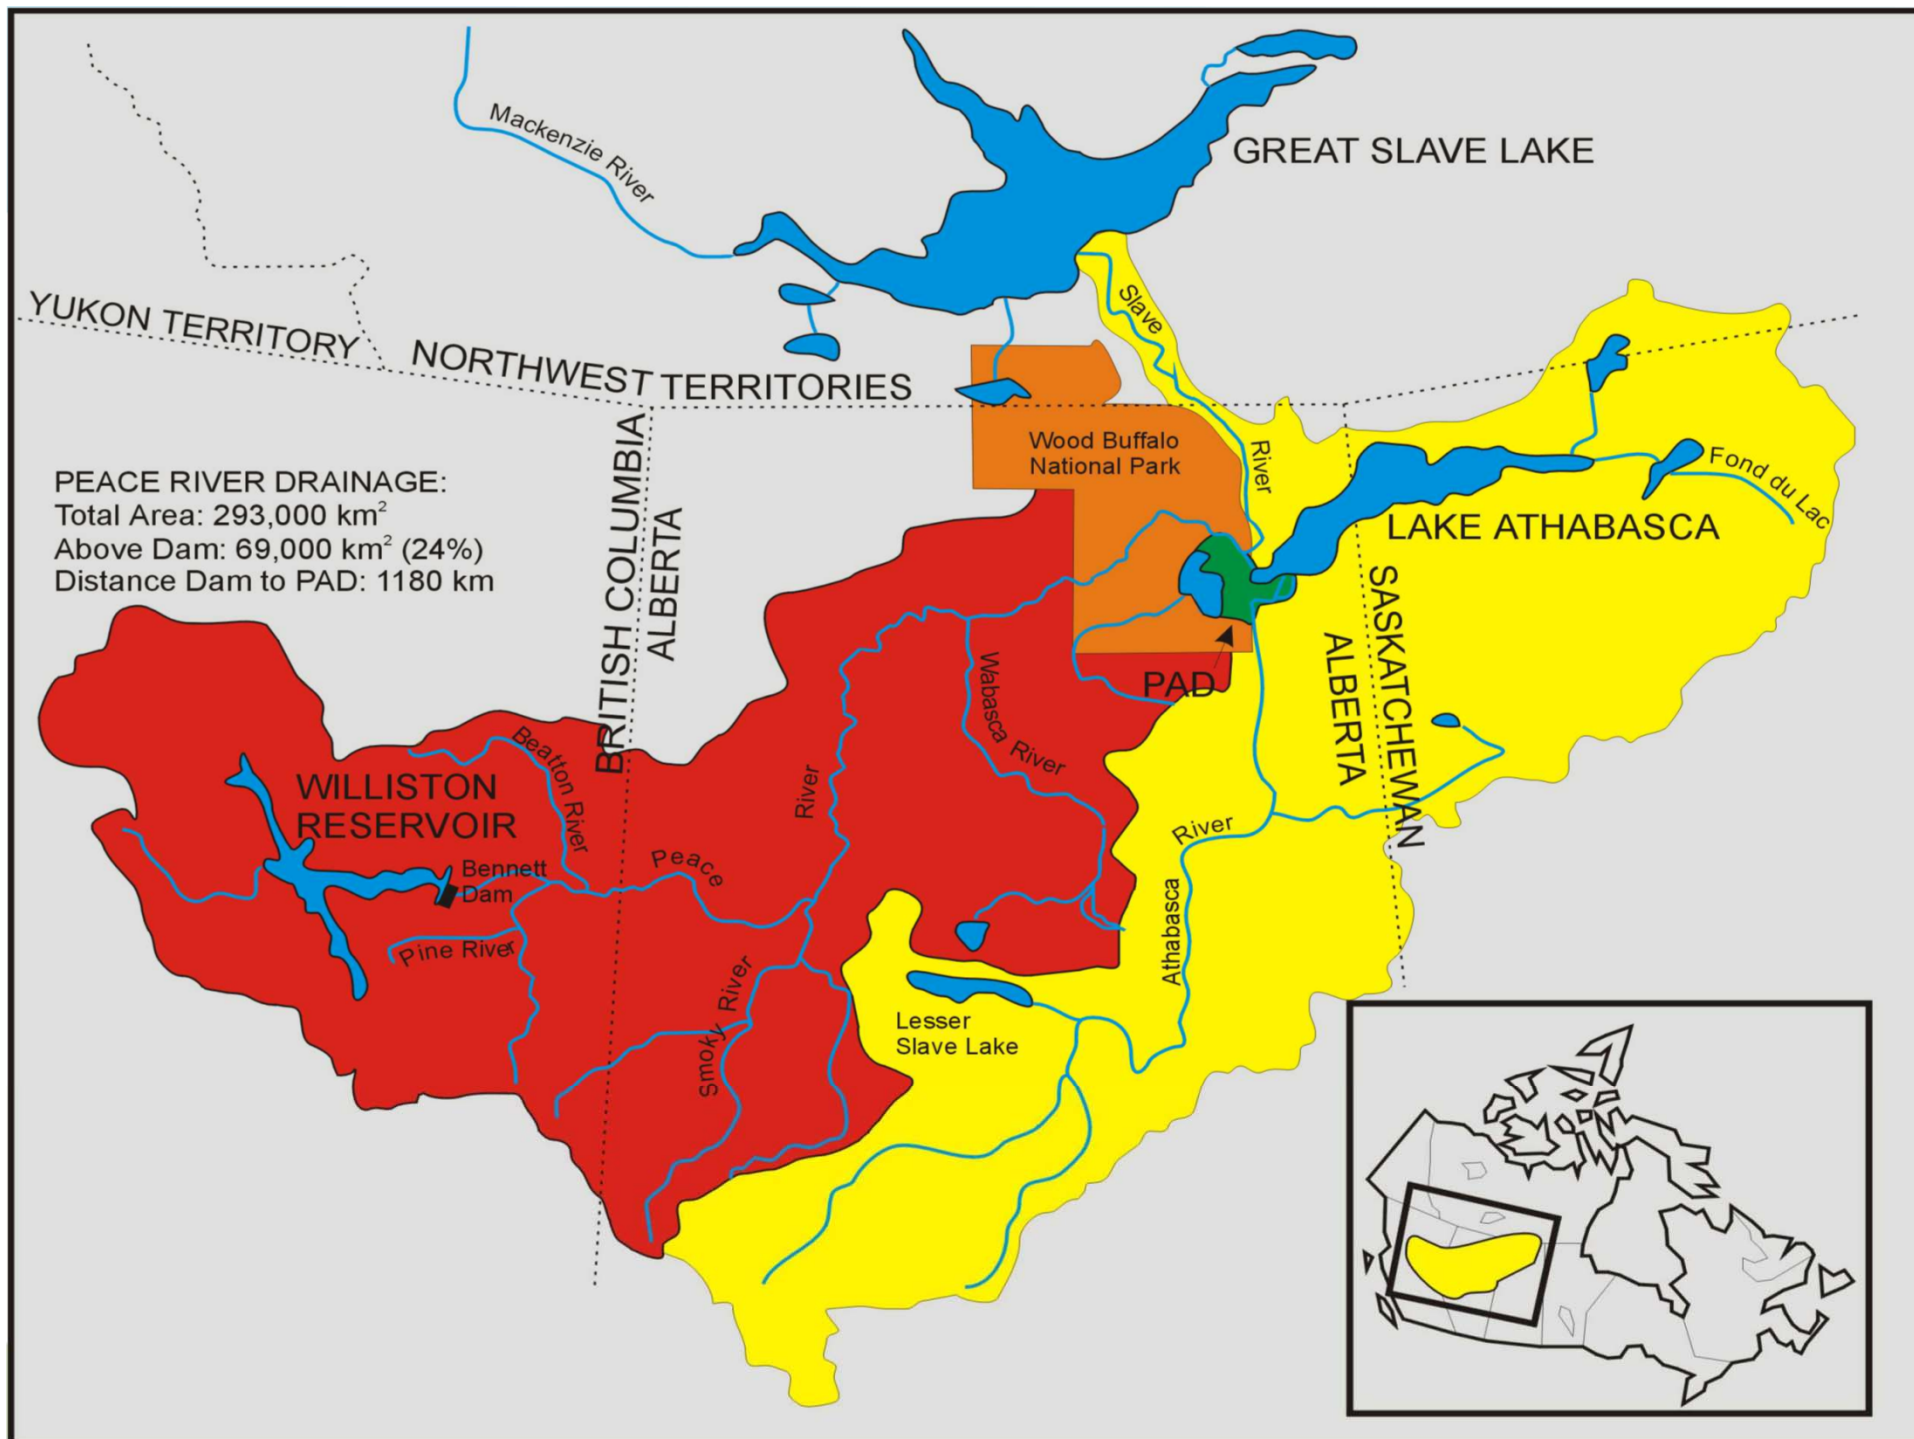 Mackenzie River
GREAT SLAVE LAKE
YUKON TERRITORY
NORTHWEST TERRITORIES
Slave
River
Wood Buffalo
National Park
Fond du Lac
LAKE ATHABASCA
PEACE RIVER DRAINAGE:
Total Area: 293,000 km²
Above Dam: 69,000 km² (24%)
Distance Dam to PAD: 1180 km
BRITISH COLUMBIA
ALBERTA
SASKATCHEWAN
ALBERTA
PAD
Wabasca River
WILLISTON
RESERVOIR
Beatton River
River
Peace
Bennett
Dam
Pine River
Smoky River
River
Athabasca
Lesser
Slave Lake